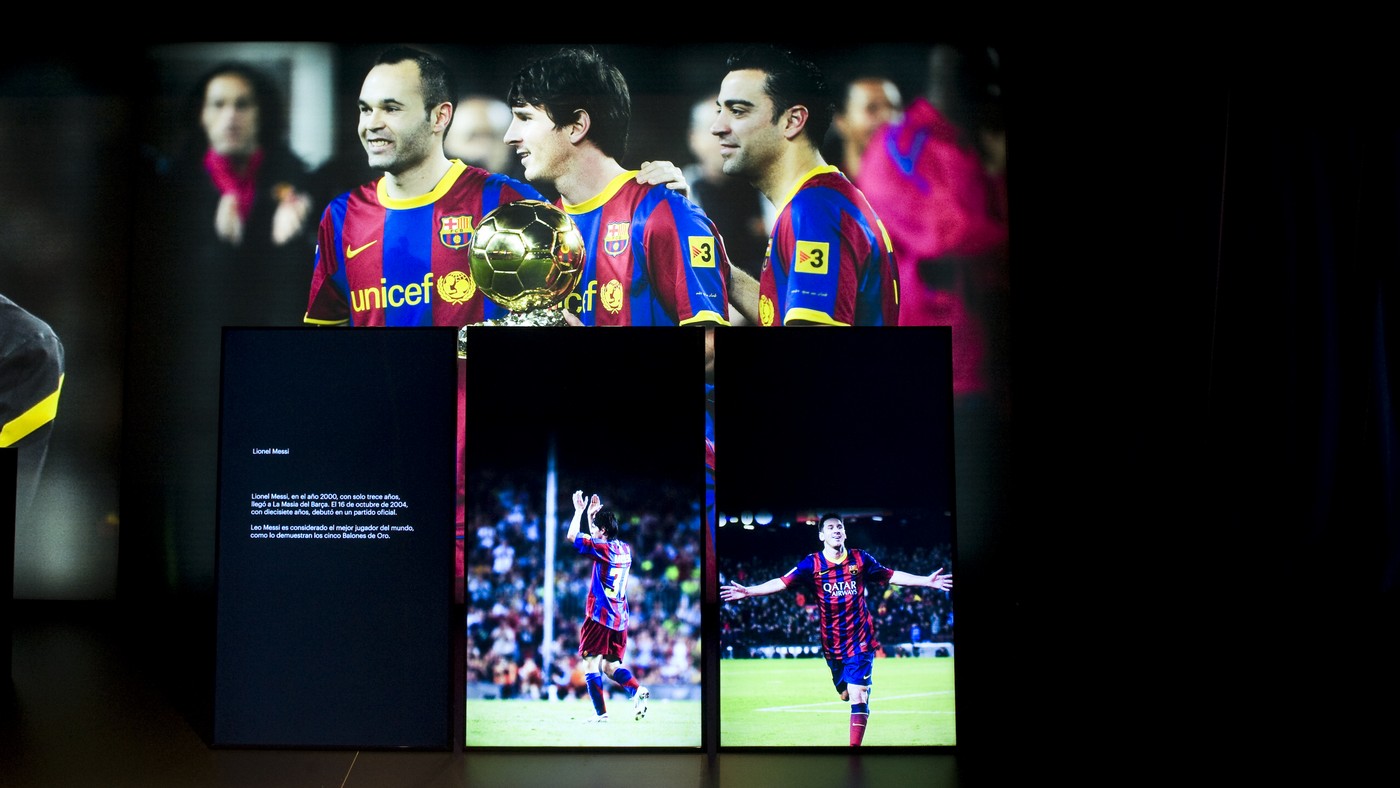 unicef
cef
3
3
Lionel Messi
Lionel Messi, en el año 2000, con solo trece años,
llegó a La Masia del Barça. El 16 de octubre de 2004,
con diecisiete años, debutó en un partido oficial.
Leo Messi es considerado el mejor jugador del mundo,
como lo demuestran los cinco Balones de Oro.
QATAR
AIRWAYS